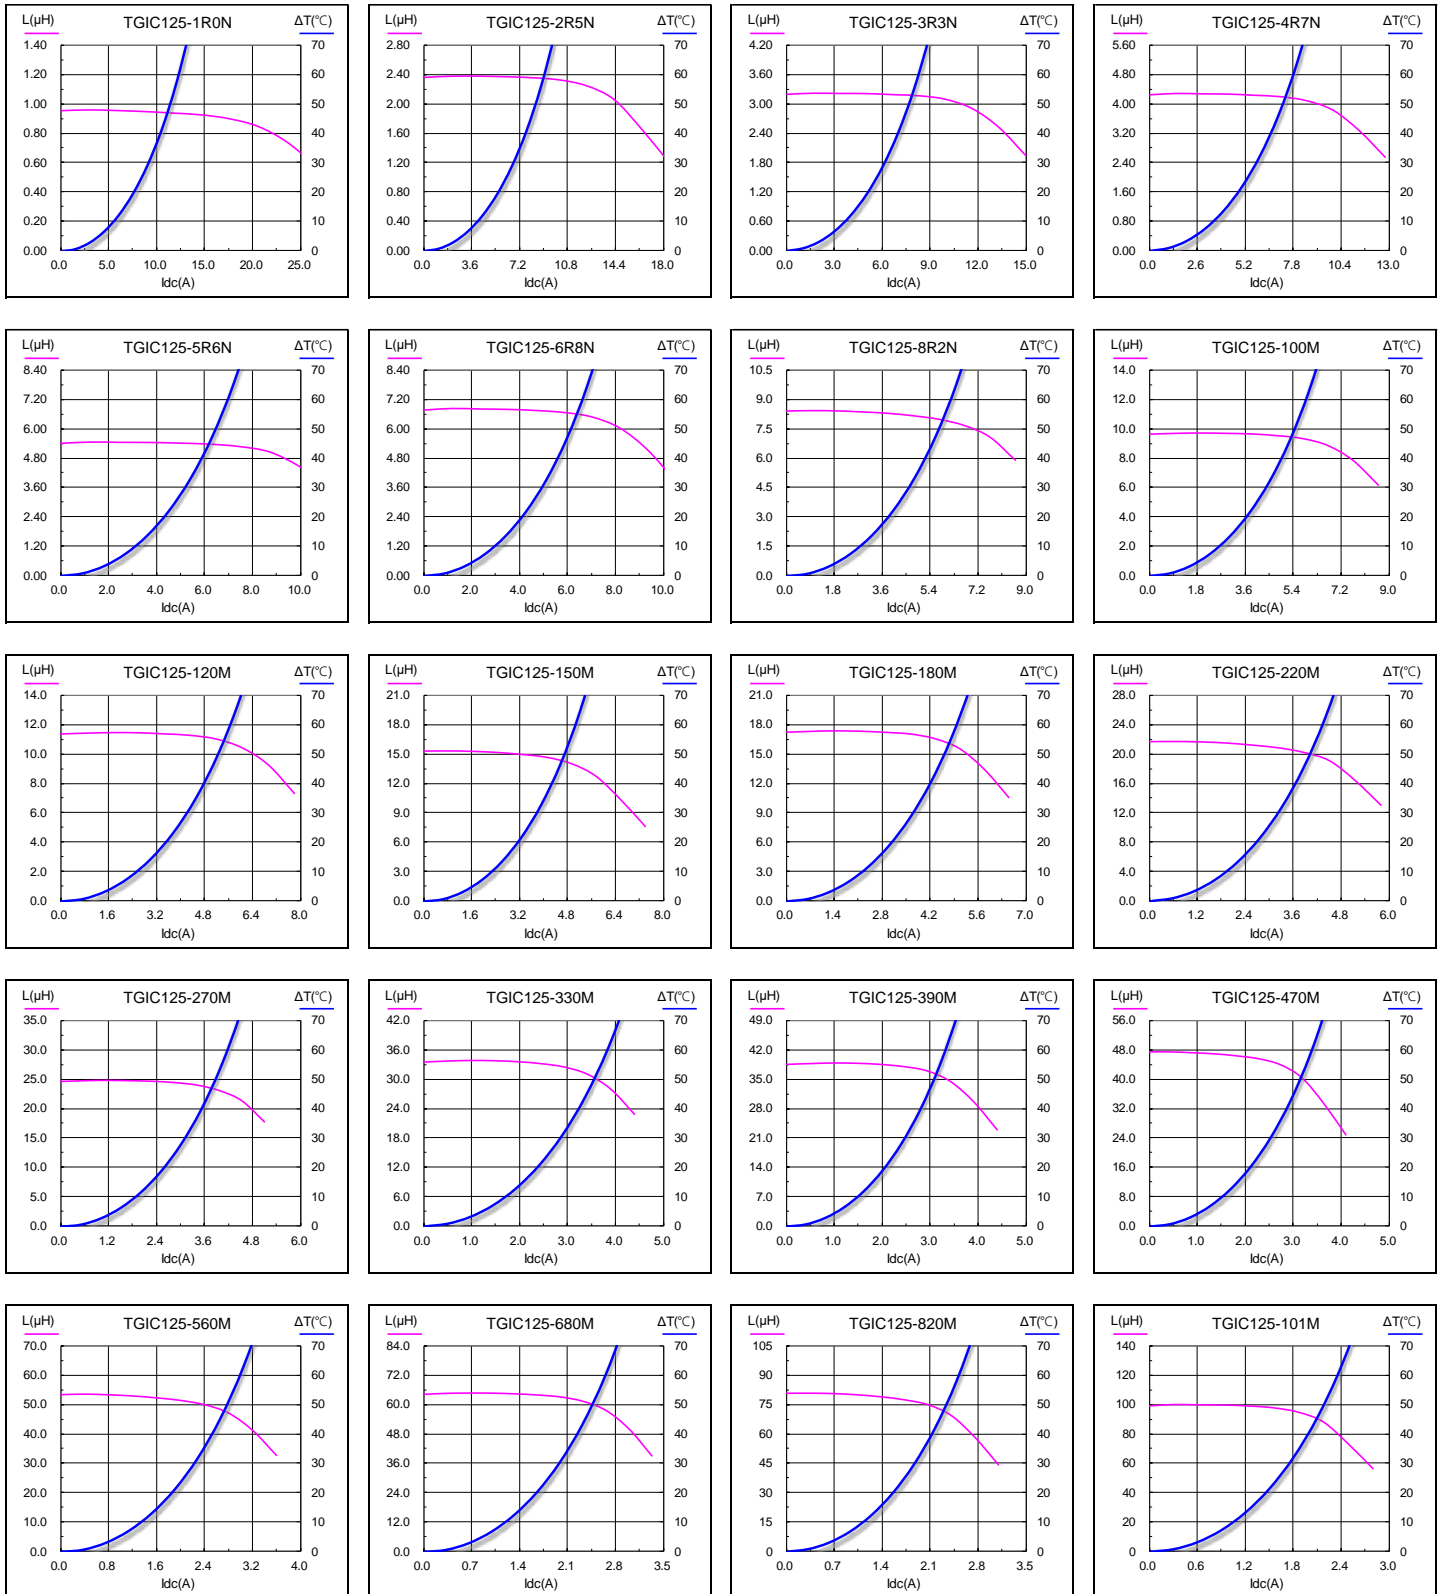 L(μH) TGIC125-1R0N ΔT(℃)
1.40 70
1.20 60
1.00 50
0.80 40
0.60 30
0.40 20
0.20 10
0.00 0
0.0 5.0 10.0 15.0 20.0 25.0
Idc(A)
L(μH) TGIC125-2R5N ΔT(℃)
2.80 70
2.40 60
2.00 50
1.60 40
1.20 30
0.80 20
0.40 10
0.00 0
0.0 3.6 7.2 10.8 14.4 18.0
Idc(A)
L(μH) TGIC125-3R3N ΔT(℃)
4.20 70
3.60 60
3.00 50
2.40 40
1.80 30
1.20 20
0.60 10
0.00 0
0.0 3.0 6.0 9.0 12.0 15.0
Idc(A)
L(μH) TGIC125-4R7N ΔT(℃)
5.60 70
4.80 60
4.00 50
3.20 40
2.40 30
1.60 20
0.80 10
0.00 0
0.0 2.6 5.2 7.8 10.4 13.0
Idc(A)
L(μH) TGIC125-5R6N ΔT(℃)
8.40 70
7.20 60
6.00 50
4.80 40
3.60 30
2.40 20
1.20 10
0.00 0
0.0 2.0 4.0 6.0 8.0 10.0
Idc(A)
L(μH) TGIC125-6R8N ΔT(℃)
8.40 70
7.20 60
6.00 50
4.80 40
3.60 30
2.40 20
1.20 10
0.00 0
0.0 2.0 4.0 6.0 8.0 10.0
Idc(A)
L(μH) TGIC125-8R2N ΔT(℃)
10.5 70
9.0 60
7.5 50
6.0 40
4.5 30
3.0 20
1.5 10
0.0 0
0.0 1.8 3.6 5.4 7.2 9.0
Idc(A)
L(μH) TGIC125-100M ΔT(℃)
14.0 70
12.0 60
10.0 50
8.0 40
6.0 30
4.0 20
2.0 10
0.0 0
0.0 1.8 3.6 5.4 7.2 9.0
Idc(A)
L(μH) TGIC125-120M ΔT(℃)
14.0 70
12.0 60
10.0 50
8.0 40
6.0 30
4.0 20
2.0 10
0.0 0
0.0 1.6 3.2 4.8 6.4 8.0
Idc(A)
L(μH) TGIC125-150M ΔT(℃)
21.0 70
18.0 60
15.0 50
12.0 40
9.0 30
6.0 20
3.0 10
0.0 0
0.0 1.6 3.2 4.8 6.4 8.0
Idc(A)
L(μH) TGIC125-180M ΔT(℃)
21.0 70
18.0 60
15.0 50
12.0 40
9.0 30
6.0 20
3.0 10
0.0 0
0.0 1.4 2.8 4.2 5.6 7.0
Idc(A)
L(μH) TGIC125-220M ΔT(℃)
28.0 70
24.0 60
20.0 50
16.0 40
12.0 30
8.0 20
4.0 10
0.0 0
0.0 1.2 2.4 3.6 4.8 6.0
Idc(A)
L(μH) TGIC125-270M ΔT(℃)
35.0 70
30.0 60
25.0 50
20.0 40
15.0 30
10.0 20
5.0 10
0.0 0
0.0 1.2 2.4 3.6 4.8 6.0
Idc(A)
L(μH) TGIC125-330M ΔT(℃)
42.0 70
36.0 60
30.0 50
24.0 40
18.0 30
12.0 20
6.0 10
0.0 0
0.0 1.0 2.0 3.0 4.0 5.0
Idc(A)
L(μH) TGIC125-390M ΔT(℃)
49.0 70
42.0 60
35.0 50
28.0 40
21.0 30
14.0 20
7.0 10
0.0 0
0.0 1.0 2.0 3.0 4.0 5.0
Idc(A)
L(μH) TGIC125-470M ΔT(℃)
56.0 70
48.0 60
40.0 50
32.0 40
24.0 30
16.0 20
8.0 10
0.0 0
0.0 1.0 2.0 3.0 4.0 5.0
Idc(A)
L(μH) TGIC125-560M ΔT(℃)
70.0 70
60.0 60
50.0 50
40.0 40
30.0 30
20.0 20
10.0 10
0.0 0
0.0 0.8 1.6 2.4 3.2 4.0
Idc(A)
L(μH) TGIC125-680M ΔT(℃)
84.0 70
72.0 60
60.0 50
48.0 40
36.0 30
24.0 20
12.0 10
0.0 0
0.0 0.7 1.4 2.1 2.8 3.5
Idc(A)
L(μH) TGIC125-820M ΔT(℃)
105 70
90 60
75 50
60 40
45 30
30 20
15 10
0 0
0.0 0.7 1.4 2.1 2.8 3.5
Idc(A)
L(μH) TGIC125-101M ΔT(℃)
140 70
120 60
100 50
80 40
60 30
40 20
20 10
0 0
0.0 0.6 1.2 1.8 2.4 3.0
Idc(A)